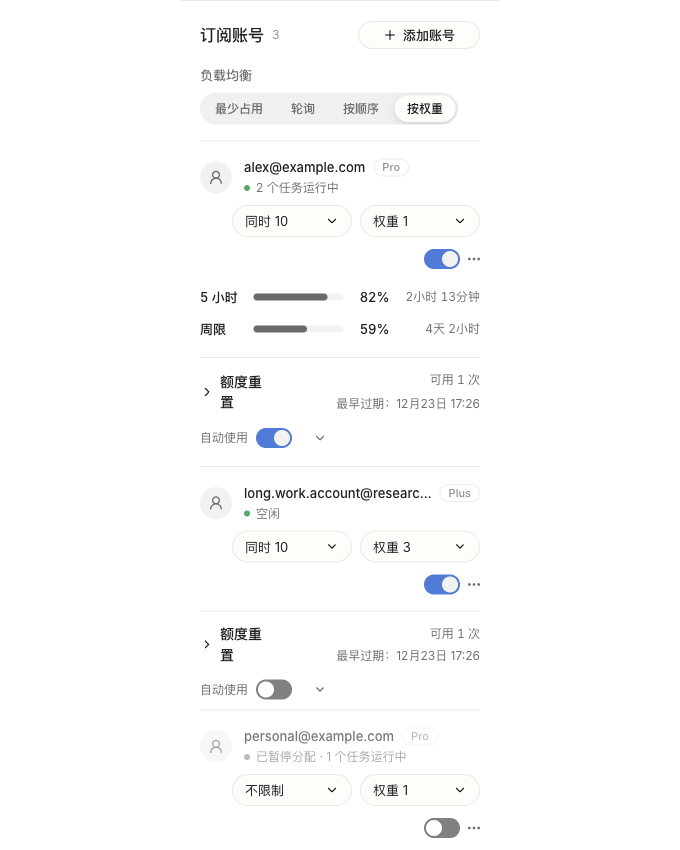 订阅账号 3
+ 添加账号
负载均衡
最少占用 轮询 按顺序 按权重
alex@example.com Pro
2 个任务运行中
同时 10 权重 1
5 小时 82% 2小时 13分钟
周限 59% 4天 2小时
额度重
置
可用 1 次
最早过期：12月23日 17:26
自动使用
long.work.account@researc... Plus
空闲
同时 10 权重 3
额度重
置
可用 1 次
最早过期：12月23日 17:26
自动使用
personal@example.com Pro
已暂停分配 · 1 个任务运行中
不限制 权重 1